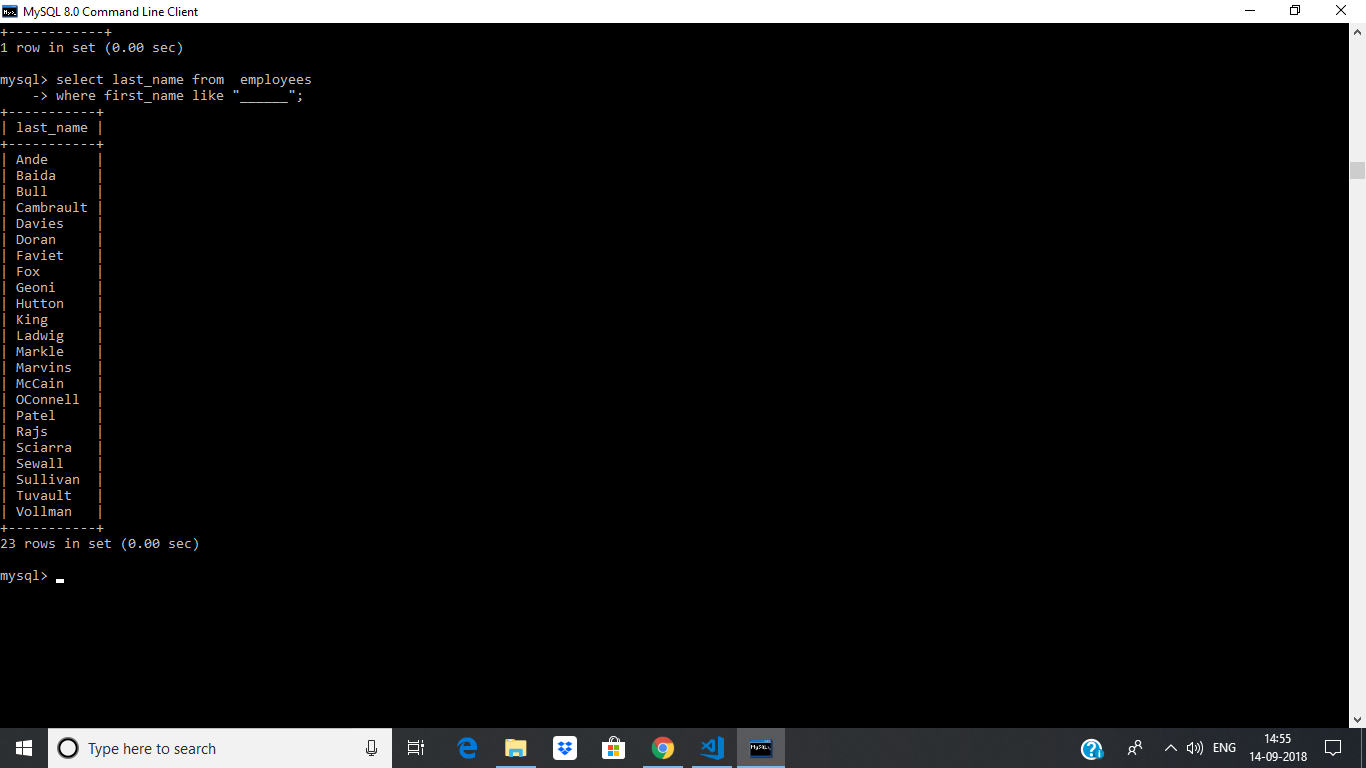 MySQL 8.0 Command Line Client
+------------+
1 row in set (0.00 sec)
mysql> select last_name from  employees
    -> where first_name like "______";
+-----------+
| last_name |
+-----------+
| Ande      |
| Baida     |
| Bull      |
| Cambrault |
| Davies    |
| Doran     |
| Faviet    |
| Fox       |
| Geoni     |
| Hutton    |
| King      |
| Ladwig    |
| Markle    |
| Marvins   |
| McCain    |
| OConnell  |
| Patel     |
| Rajs      |
| Sciarra   |
| Sewall    |
| Sullivan  |
| Tuvault   |
| Vollman   |
+-----------+
23 rows in set (0.00 sec)
mysql> _
Type here to search
ENG
14:55
14-09-2018